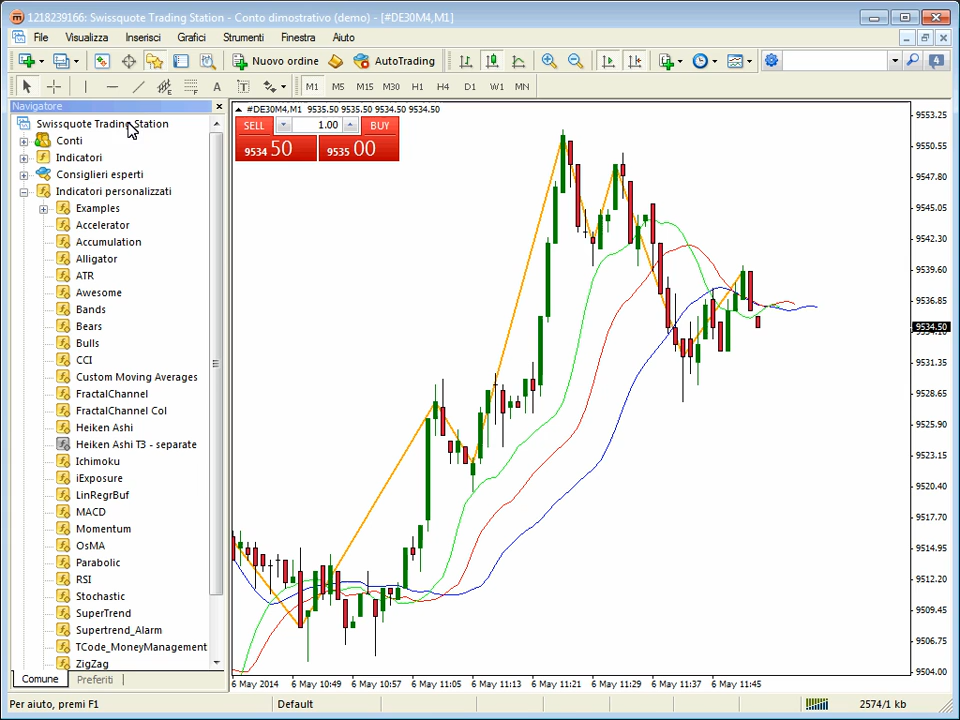 1218239166: Swissquote Trading Station - Conto dimostrativo (demo) - [#DE30M4,M1]
File Visualizza Inserisci Grafici Strumenti Finestra Aiuto
Nuovo ordine AutoTrading 4
A T M1 M5 M15 M30 H1 H4 D1 W1 MN
Navigatore
Swissquote Trading Station
Conti
Indicatori
Consiglieri esperti
Indicatori personalizzati
Examples
Accelerator
Accumulation
Alligator
ATR
Awesome
Bands
Bears
Bulls
CCI
Custom Moving Averages
FractalChannel
FractalChannel Col
Heiken Ashi
Heiken Ashi T3 - separate
Ichimoku
iExposure
LinRegrBuf
MACD
Momentum
OsMA
Parabolic
RSI
Stochastic
SuperTrend
Supertrend_Alarm
TCode_MoneyManagement
ZigZag
Comune Preferiti
#DE30M4,M1 9535.50 9535.50 9534.50 9534.50
SELL 1.00 BUY
9534 50 9535 00
9553.25
9550.55
9547.80
9545.05
9542.30
9539.60
9536.85
9534.50
9531.35
9528.65
9525.90
9523.15
9520.40
9517.70
9514.95
9512.20
9509.45
9506.75
9504.00
6 May 2014 6 May 10:49 6 May 10:57 6 May 11:05 6 May 11:13 6 May 11:21 6 May 11:29 6 May 11:37 6 May 11:45
Per aiuto, premi F1 Default 2574/1 kb